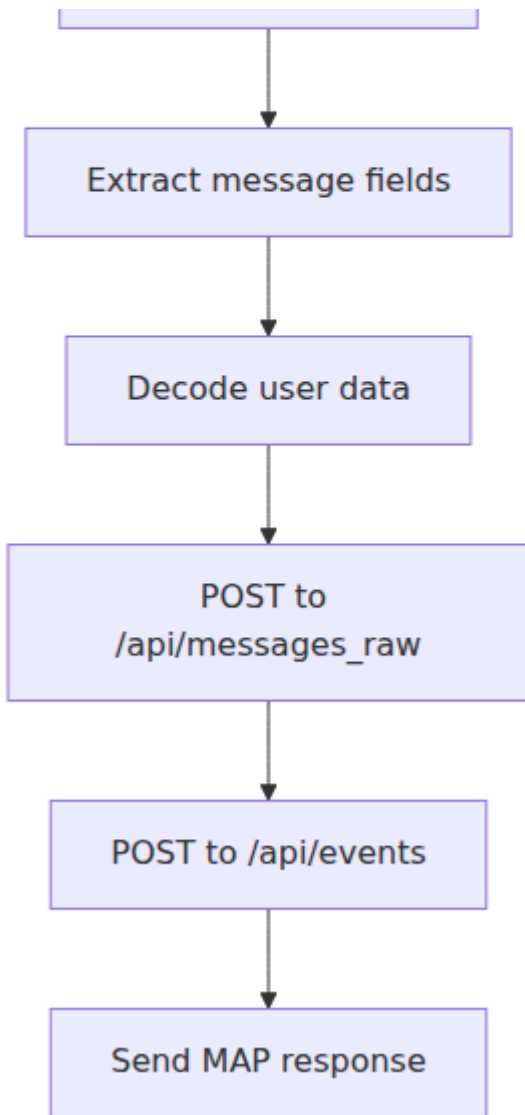 Extract message fields
Decode user data
POST to
/api/messages_raw
POST to /api/events
Send MAP response